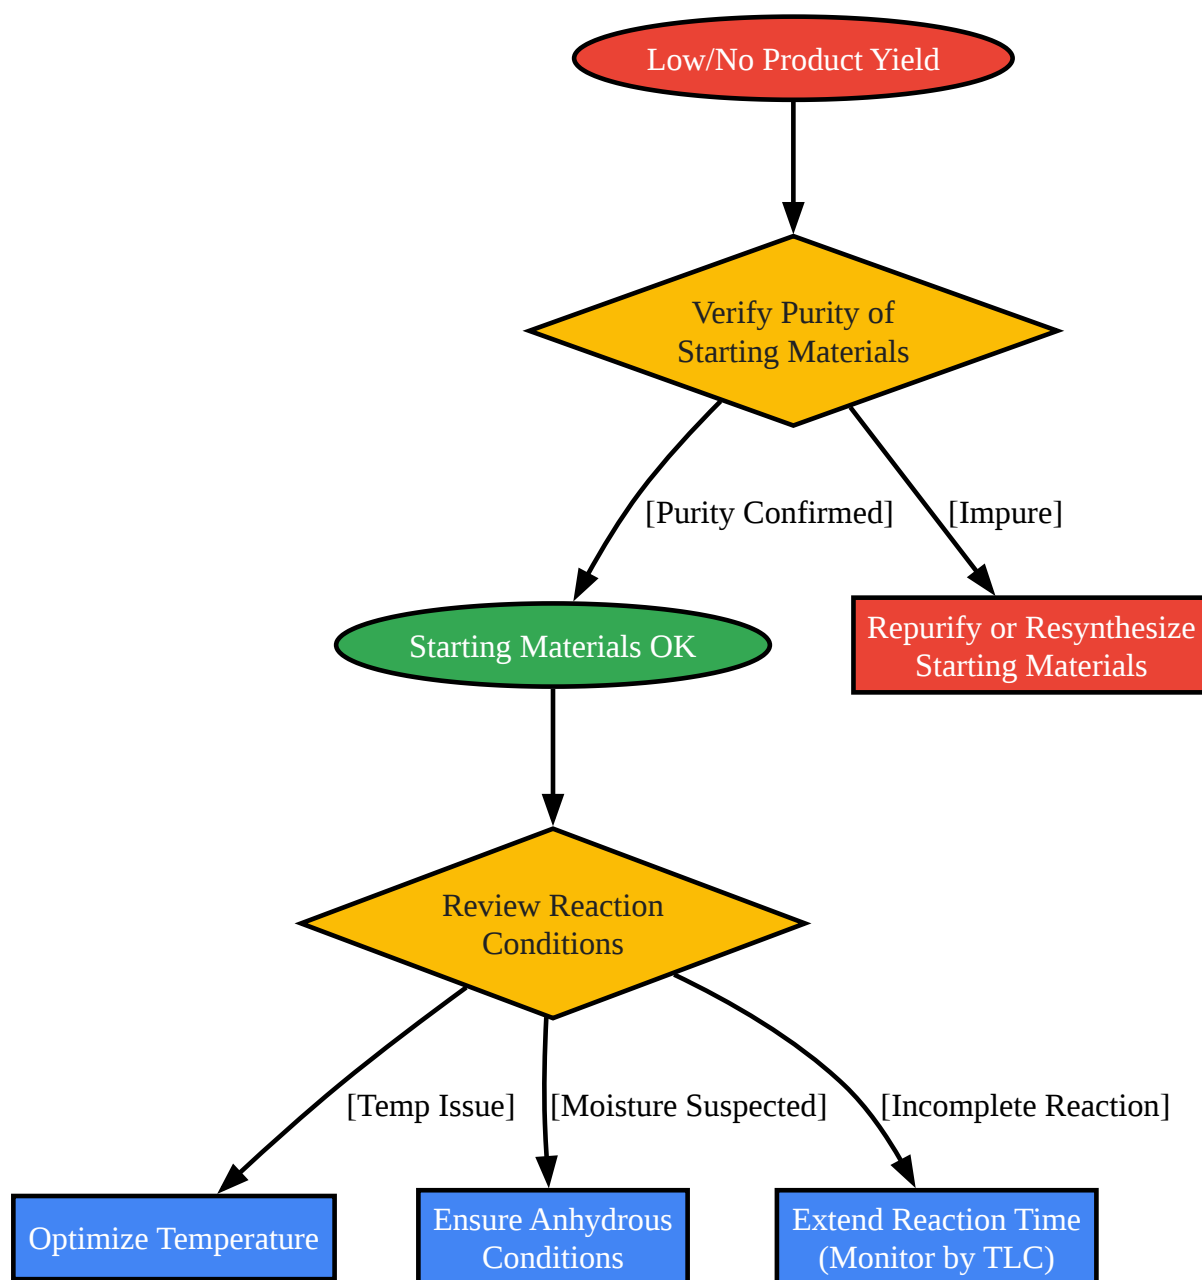 Low/No Product Yield
Verify Purity of
Starting Materials
[Purity Confirmed]
[Impure]
Starting Materials OK
Repurify or Resynthesize
Starting Materials
Review Reaction
Conditions
[Temp Issue]
[Moisture Suspected]
[Incomplete Reaction]
Optimize Temperature
Ensure Anhydrous
Conditions
Extend Reaction Time
(Monitor by TLC)